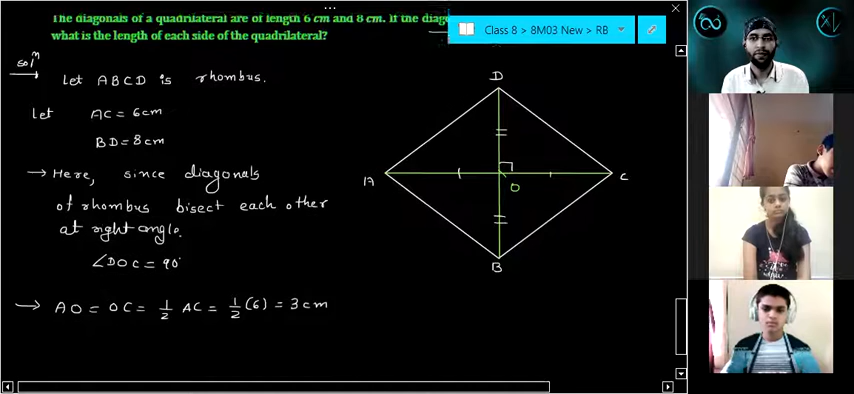 The diagonals of a quadrilateral are of length 6 cm and 8 cm. If the diago
what is the length of each side of the quadrilateral?
Class 8 > 8M03 New > RB
solⁿ
Let ABCD is rhombus.
Let AC = 6cm
BD = 8cm
→ Here, since diagonals
of rhombus bisect each other
at right angle.
∠DOC = 90°
→ AO = OC = 1/2 AC = 1/2 (6) = 3 cm
D
A
C
O
B